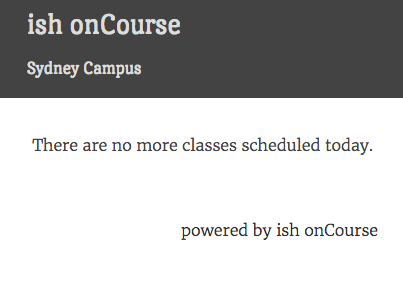 ish onCourse
Sydney Campus
There are no more classes scheduled today.
powered by ish onCourse